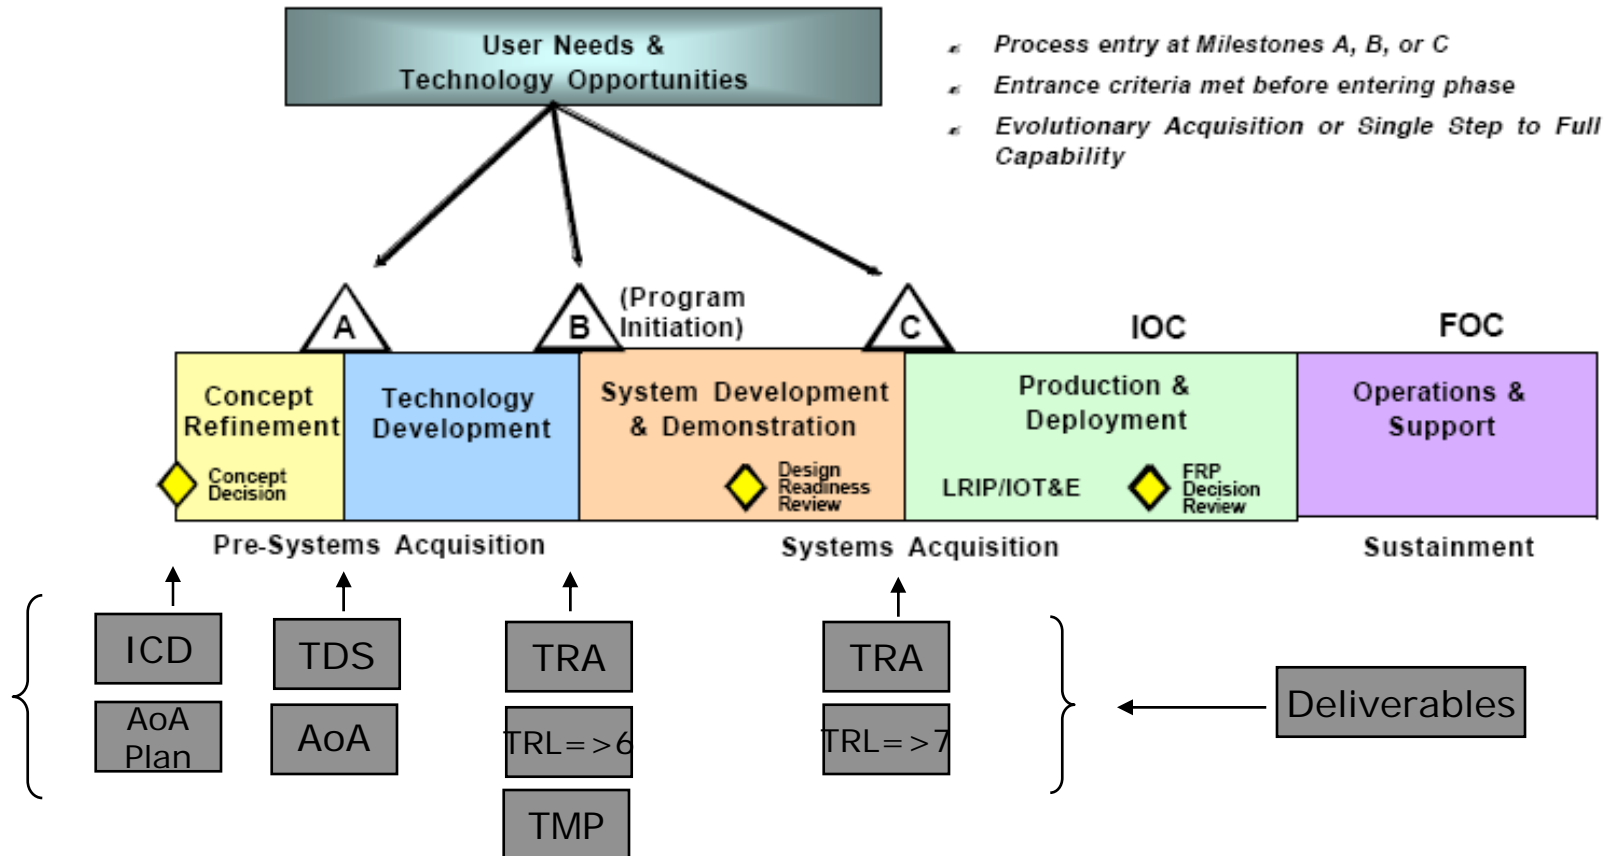 User Needs &
Technology Opportunities
Process entry at Milestones A, B, or C
Entrance criteria met before entering phase
Evolutionary Acquisition or Single Step to Full
Capability
A
B
(Program
Initiation)
C
IOC
FOC
Concept
Refinement
Technology
Development
System Development
& Demonstration
Production &
Deployment
Operations &
Support
Concept
Decision
Design
Readiness
Review
LRIP/IOT&E
FRP
Decision
Review
Pre-Systems Acquisition
Systems Acquisition
Sustainment
ICD
AoA
Plan
TDS
AoA
TRA
TRL=>6
TMP
TRA
TRL=>7
Deliverables